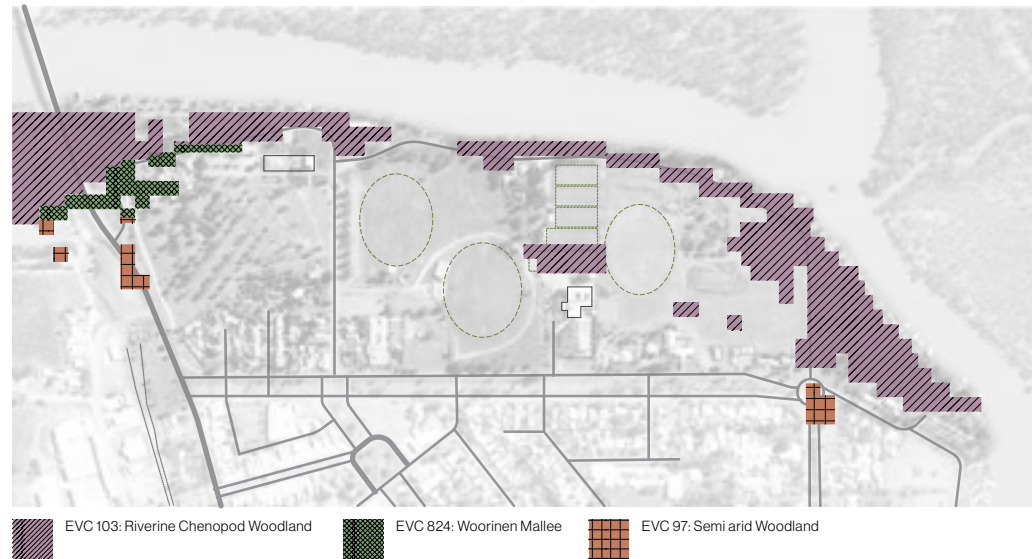 EVC 103: Riverine Chenopod Woodland
EVC 824: Woorinen Mallee
EVC 97: Semi arid Woodland